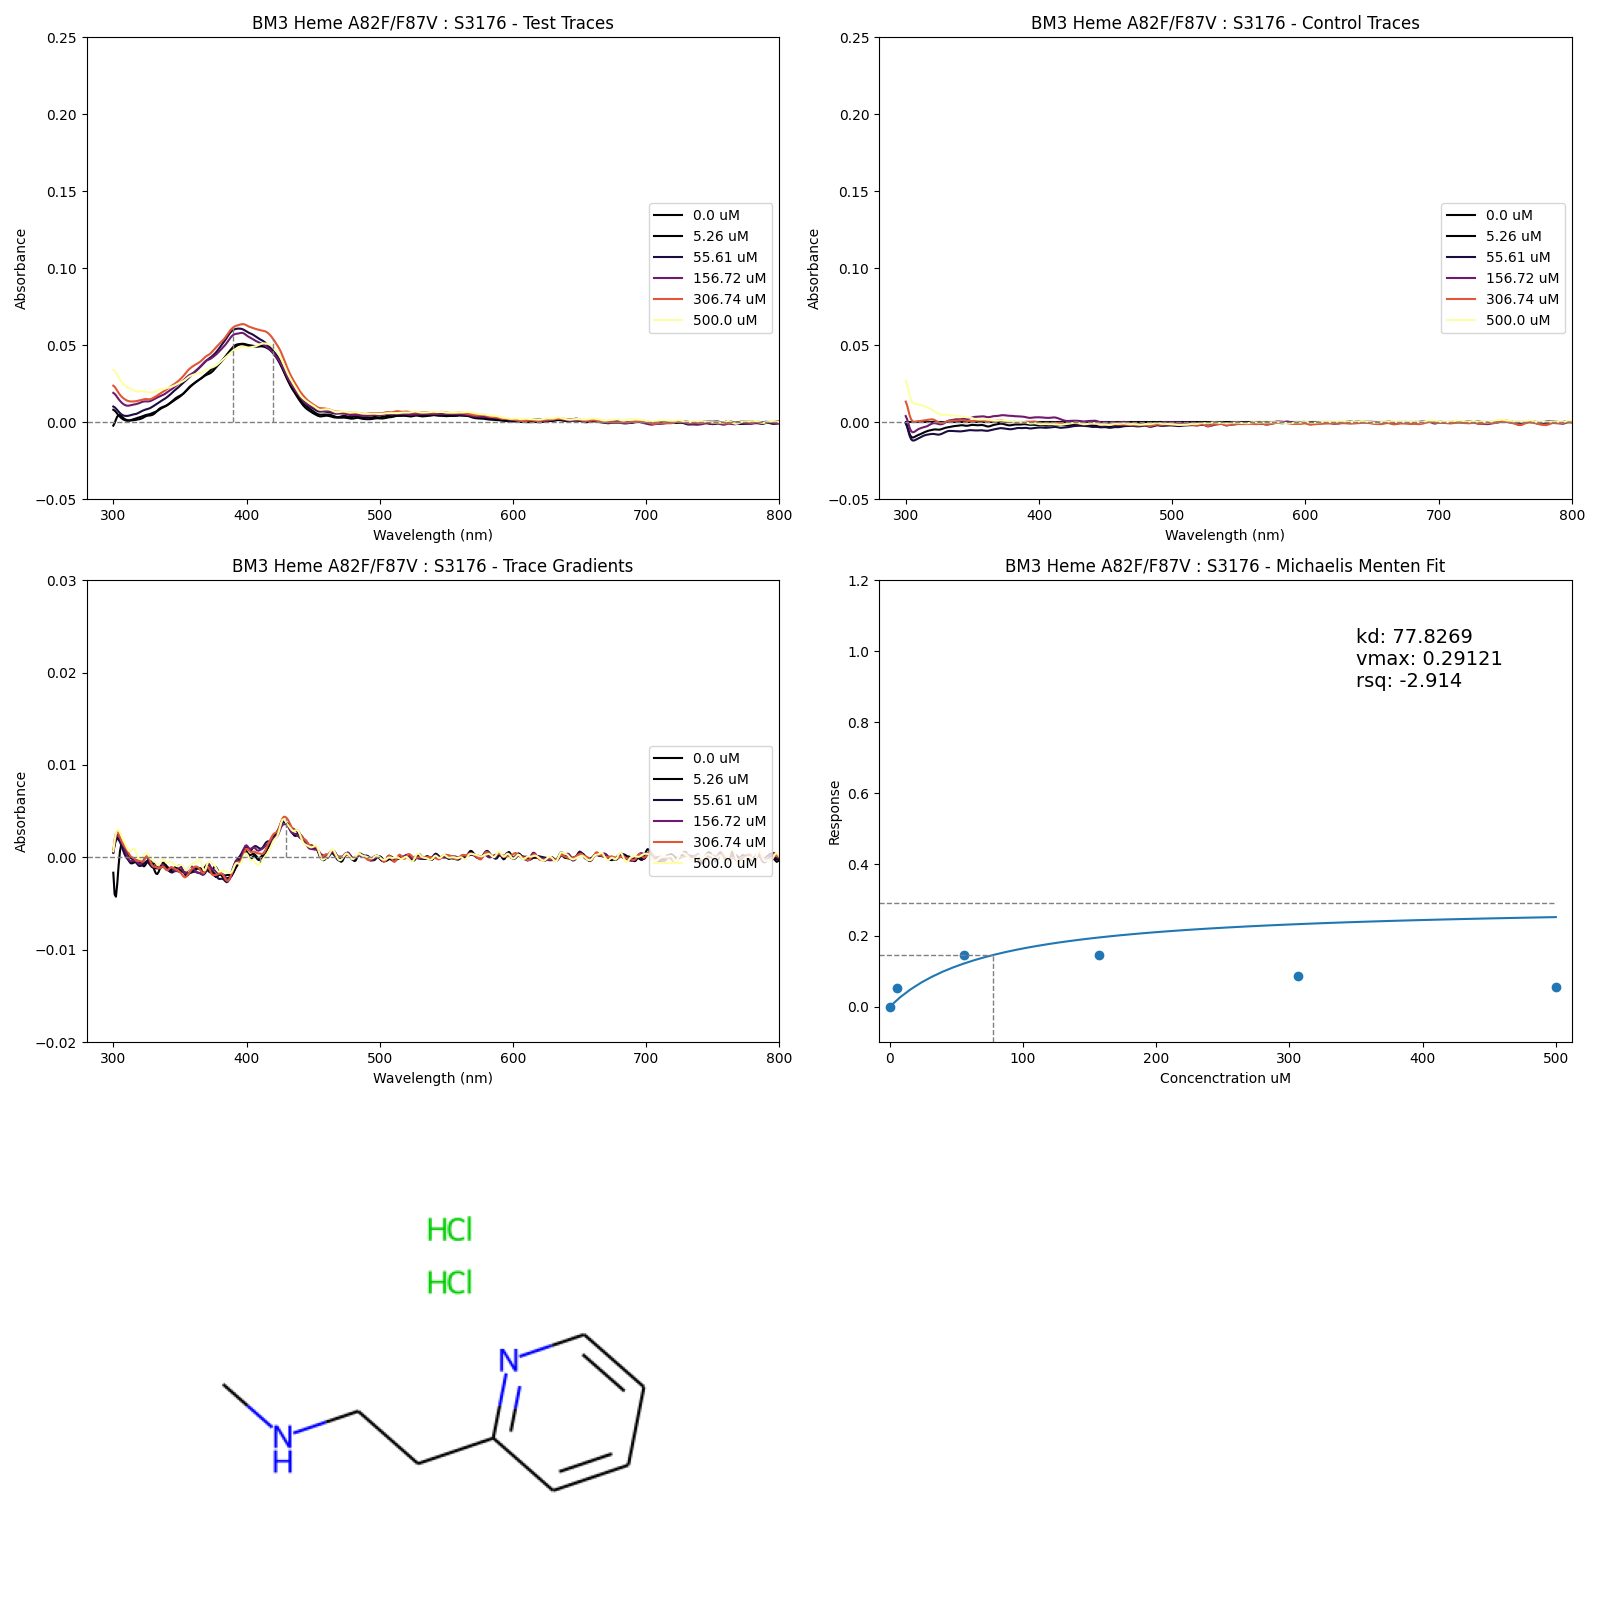 BM3 Heme A82F/F87V : S3176 - Test Traces
0.25
0.20
0.15
0.10
0.05
0.00
−0.05
Absorbance
300
400
500
600
700
800
Wavelength (nm)
0.0 uM
5.26 uM
55.61 uM
156.72 uM
306.74 uM
500.0 uM
BM3 Heme A82F/F87V : S3176 - Control Traces
0.25
0.20
0.15
0.10
0.05
0.00
−0.05
Absorbance
300
400
500
600
700
800
Wavelength (nm)
0.0 uM
5.26 uM
55.61 uM
156.72 uM
306.74 uM
500.0 uM
BM3 Heme A82F/F87V : S3176 - Trace Gradients
0.03
0.02
0.01
0.00
−0.01
−0.02
Absorbance
300
400
500
600
700
800
Wavelength (nm)
0.0 uM
5.26 uM
55.61 uM
156.72 uM
306.74 uM
500.0 uM
BM3 Heme A82F/F87V : S3176 - Michaelis Menten Fit
1.2
1.0
0.8
0.6
0.4
0.2
0.0
Response
kd: 77.8269
vmax: 0.29121
rsq: -2.914
0
100
200
300
400
500
Concenctration uM
HCl
HCl
N
N
H